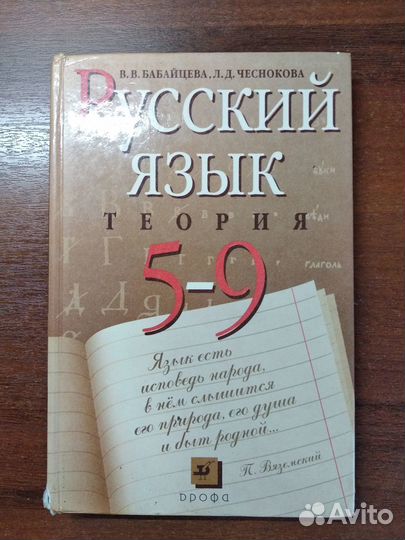 В. В. БАБАЙЦЕВА, Л. Д. ЧЕСНОКОВА
РУССКИЙ
ЯЗЫК
ТЕОРИЯ
5-9
ГЛАГОЛЬ
Язык есть
исповедь народа,
в нём слышится
его природа, его душа
и быт родной...
П. Вяземский
дрофа
Avito